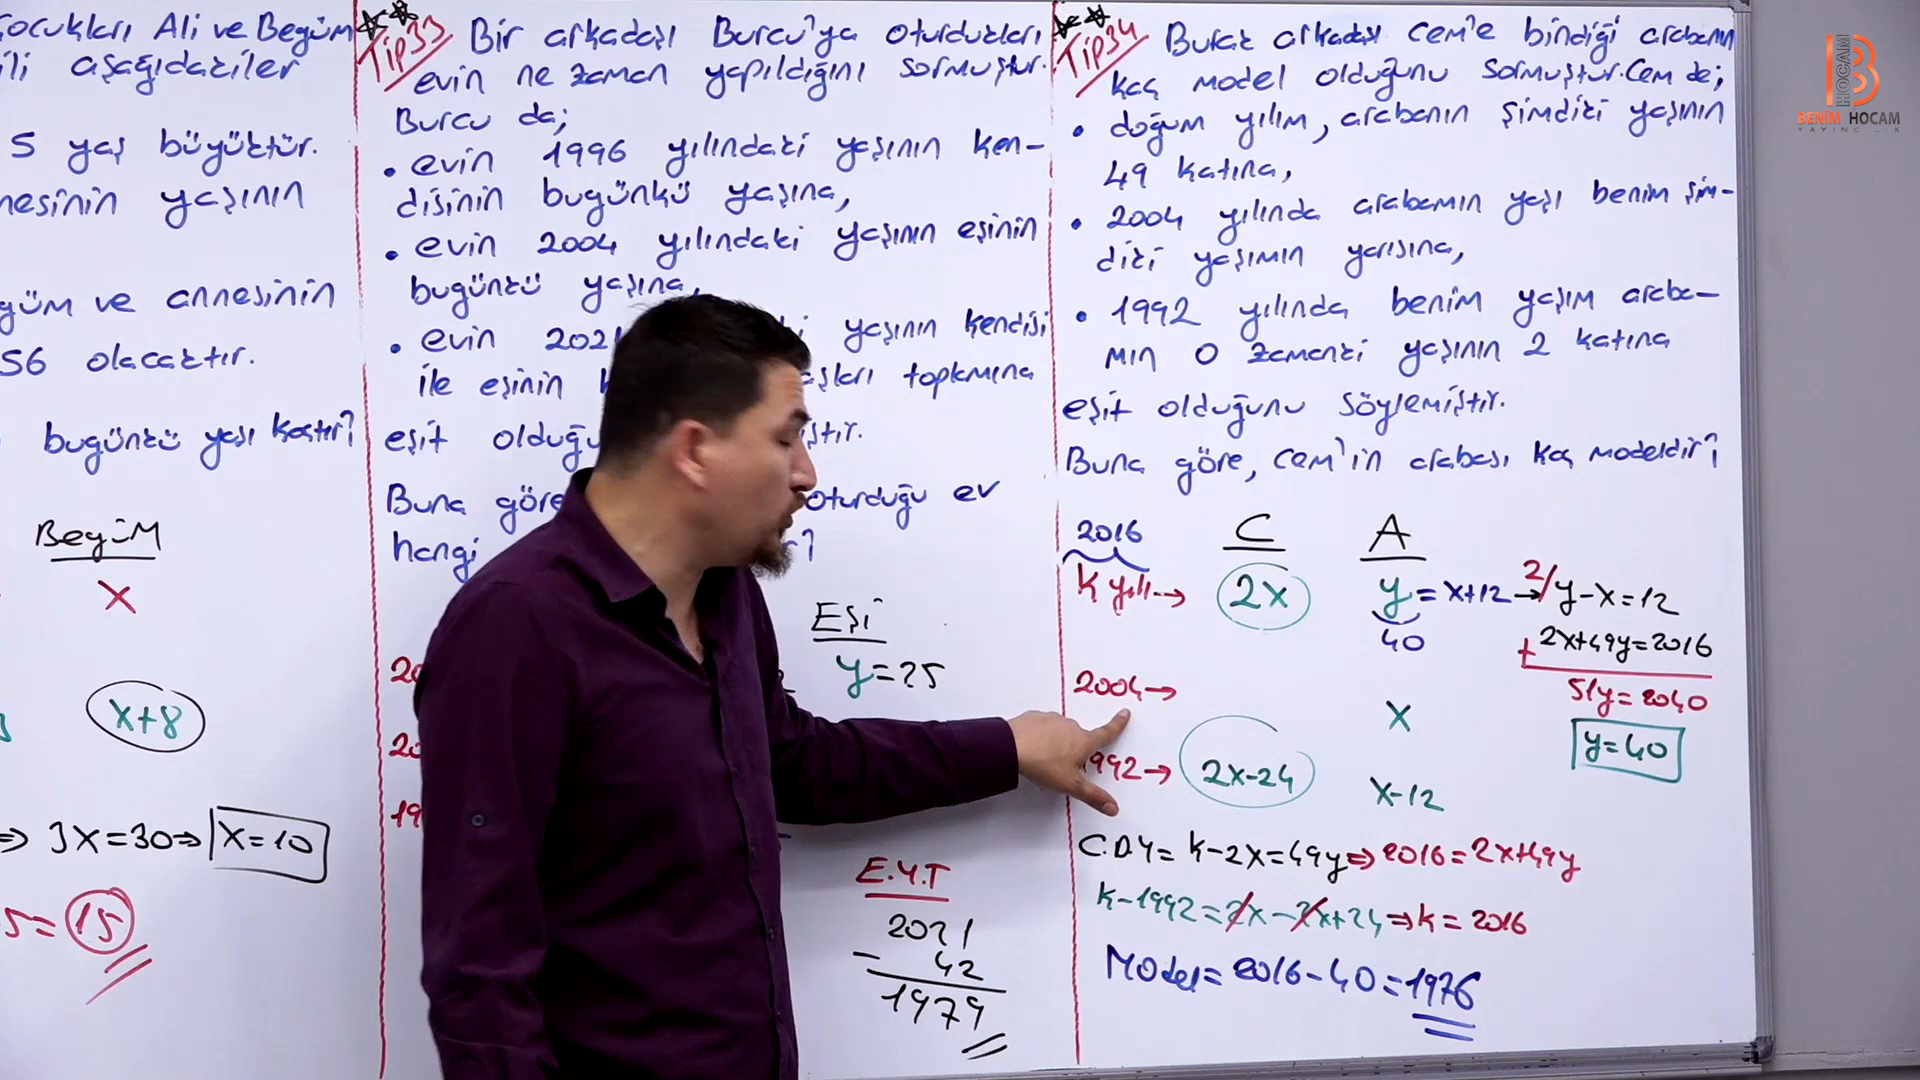 Çocukları Ali ve Begüm
ili aşağıdakiler
5 yaş büyüktür.
nesinin yaşının
güm ve annesinin
56 olacaktır.
bugünkü yaşı kaçtır?
Begüm
x
x+8
⇒ 3x=30⇒ x=10
5=15
Tip33 Bir arkadaşı Burcu'ya oturdukları
evin ne zaman yapıldığını sormuştur.
Burcu da;
• evin 1996 yılındaki yaşının ken-
disinin bugünkü yaşına,
• evin 2004 yılındaki yaşının eşinin
bugünkü yaşına,
• evin 202 yaşının kendisi
ile eşinin toplamına
eşit
Buna göre oturduğu ev
hangi
Eşi
y=25
E.Y.T
2021
- 42
1979
Tip34 Burak arkadaşı Cem'e bindiği arabanın
kaç model olduğunu sormuştur. Cem de;
• doğum yılım, arabanın şimdiki yaşının
49 katına,
• 2004 yılında arabamın yaşı benim şim-
diki yaşımın yarısına,
• 1992 yılında benim yaşım araba-
mın o zamanki yaşının 2 katına
eşit olduğunu söylemiştir.
Buna göre, Cem'in arabası kaç modeldir?
2016 C A
k yılı→ 2x y=x+12→ 2/y-x=12
40 + 2x+49y=2016
51y=2040
2004→ x
y=40
1992→ 2x-24 x-12
C.D.Y= k-2x=49y⇒ 2016=2x+49y
k-1992=2x-2x+24⇒k=2016
Model=2016-40=1976
B
HOCAM
BENİM HOCAM